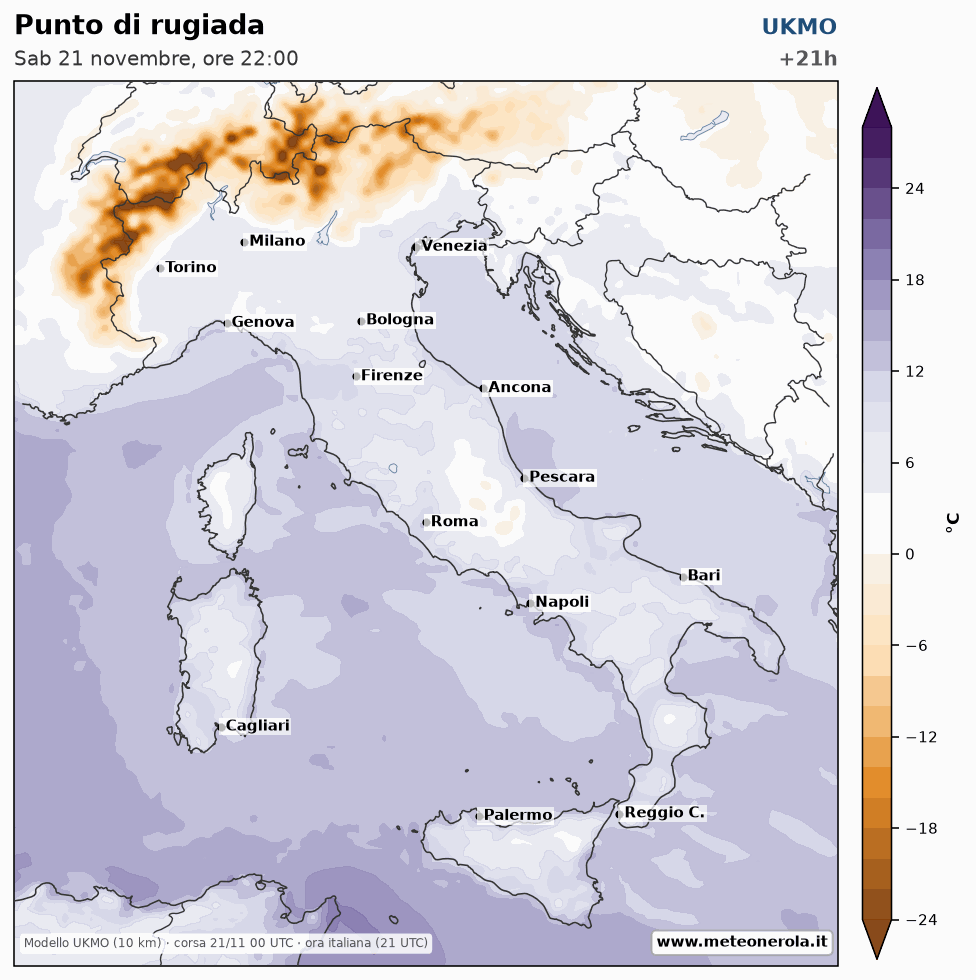 Punto di rugiada
UKMO
Sab 21 novembre, ore 22:00
+21h
Milano
Venezia
Torino
Genova
Bologna
Firenze
Ancona
Pescara
Roma
Bari
Napoli
Cagliari
Palermo
Reggio C.
24
18
12
6
0
−6
−12
−18
−24
°C
Modello UKMO (10 km) · corsa 21/11 00 UTC · ora italiana (21 UTC)
www.meteonerola.it